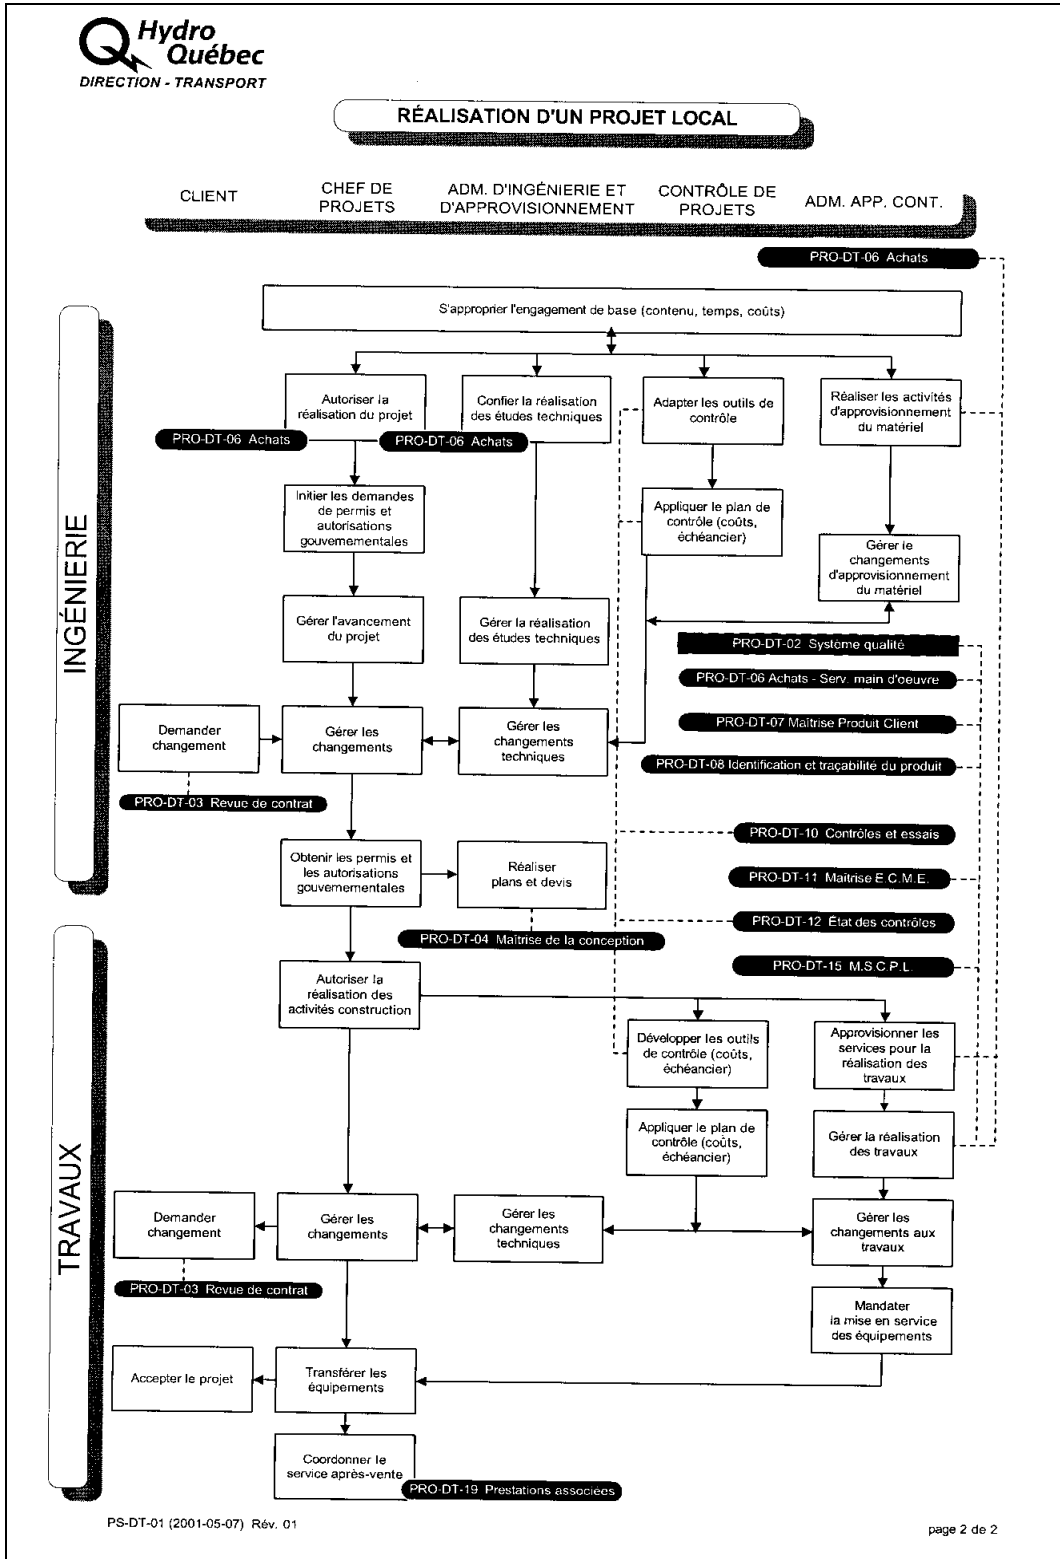 Hydro
Québec
DIRECTION - TRANSPORT
RÉALISATION D'UN PROJET LOCAL
CLIENT
CHEF DE
PROJETS
ADM. D'INGÉNIERIE ET
D'APPROVISIONNEMENT
CONTRÔLE DE
PROJETS
ADM. APP. CONT.
PRO-DT-06 Achats
S'approprier l'engagement de base (contenu, temps, coûts)
INGÉNIERIE
Autoriser la
réalisation du projet
Confier la réalisation
des études techniques
Adapter les outils de
contrôle
Réaliser les activités
d'approvisionnement
du matériel
PRO-DT-06 Achats
PRO-DT-06 Achats
Initier les demandes
de permis et
autorisations
gouvernementales
Appliquer le plan de
contrôle (coûts,
échéancier)
Gérer le
changements
d'approvisionnement
du matériel
Gérer l'avancement
du projet
Gérer la réalisation
des études techniques
PRO-DT-02 Système qualité
PRO-DT-06 Achats - Serv. main d'oeuvre
PRO-DT-07 Maîtrise Produit Client
PRO-DT-08 Identification et traçabilité du produit
Demander
changement
Gérer les
changements
Gérer les
changements
techniques
PRO-DT-03 Revue de contrat
PRO-DT-10 Contrôles et essais
PRO-DT-11 Maîtrise E.C.M.E.
PRO-DT-12 État des contrôles
PRO-DT-15 M.S.C.P.L.
Obtenir les permis et
les autorisations
gouvernementales
Réaliser
plans et devis
PRO-DT-04 Maîtrise de la conception
TRAVAUX
Autoriser la
réalisation des
activités construction
Développer les outils
de contrôle (coûts,
échéancier)
Approvisionner les
services pour la
réalisation des
travaux
Appliquer le plan de
contrôle (coûts,
échéancier)
Gérer la réalisation
des travaux
Demander
changement
Gérer les
changements
Gérer les
changements
techniques
Gérer les
changements aux
travaux
PRO-DT-03 Revue de contrat
Mandater
la mise en service
des équipements
Accepter le projet
Transférer les
équipements
Coordonner le
service après-vente
PRO-DT-19 Prestations associées
PS-DT-01 (2001-05-07) Rév. 01
page 2 de 2